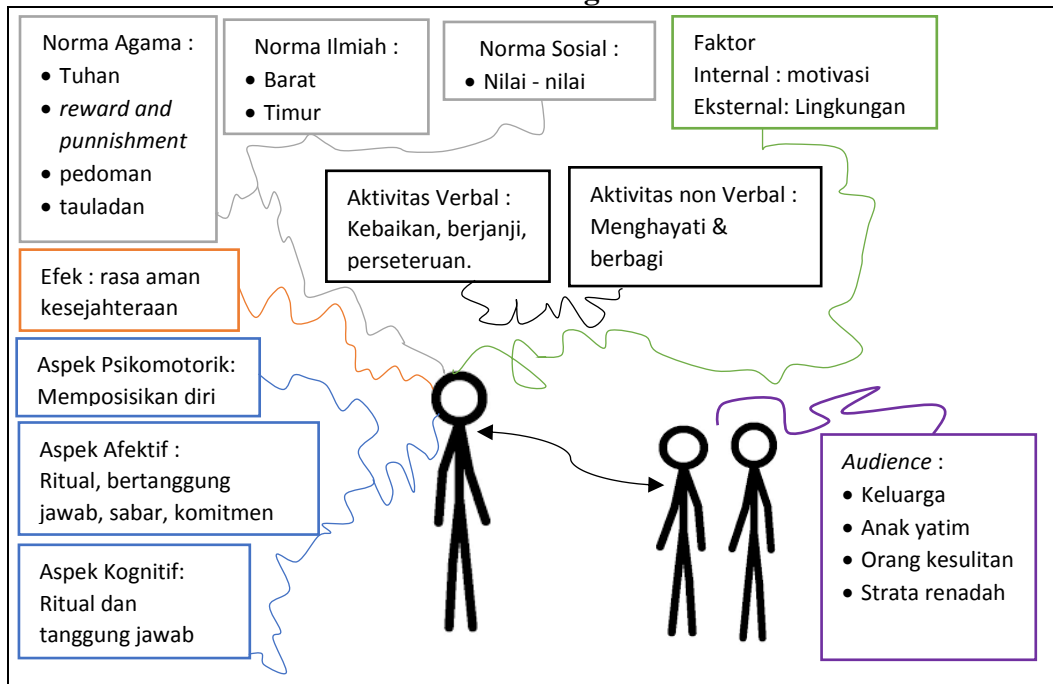 g
Norma Agama :
• Tuhan
• reward and
punnishment
• pedoman
• tauladan
Norma Ilmiah :
• Barat
• Timur
Norma Sosial :
• Nilai - nilai
Faktor
Internal : motivasi
Eksternal: Lingkungan
Aktivitas Verbal :
Kebaikan, berjanji,
perseteruan.
Aktivitas non Verbal :
Menghayati &
berbagi
Efek : rasa aman
kesejahteraan
Aspek Psikomotorik:
Memposisikan diri
Aspek Afektif :
Ritual, bertanggung
jawab, sabar, komitmen
Aspek Kognitif:
Ritual dan
tanggung jawab
Audience :
• Keluarga
• Anak yatim
• Orang kesulitan
• Strata renadah